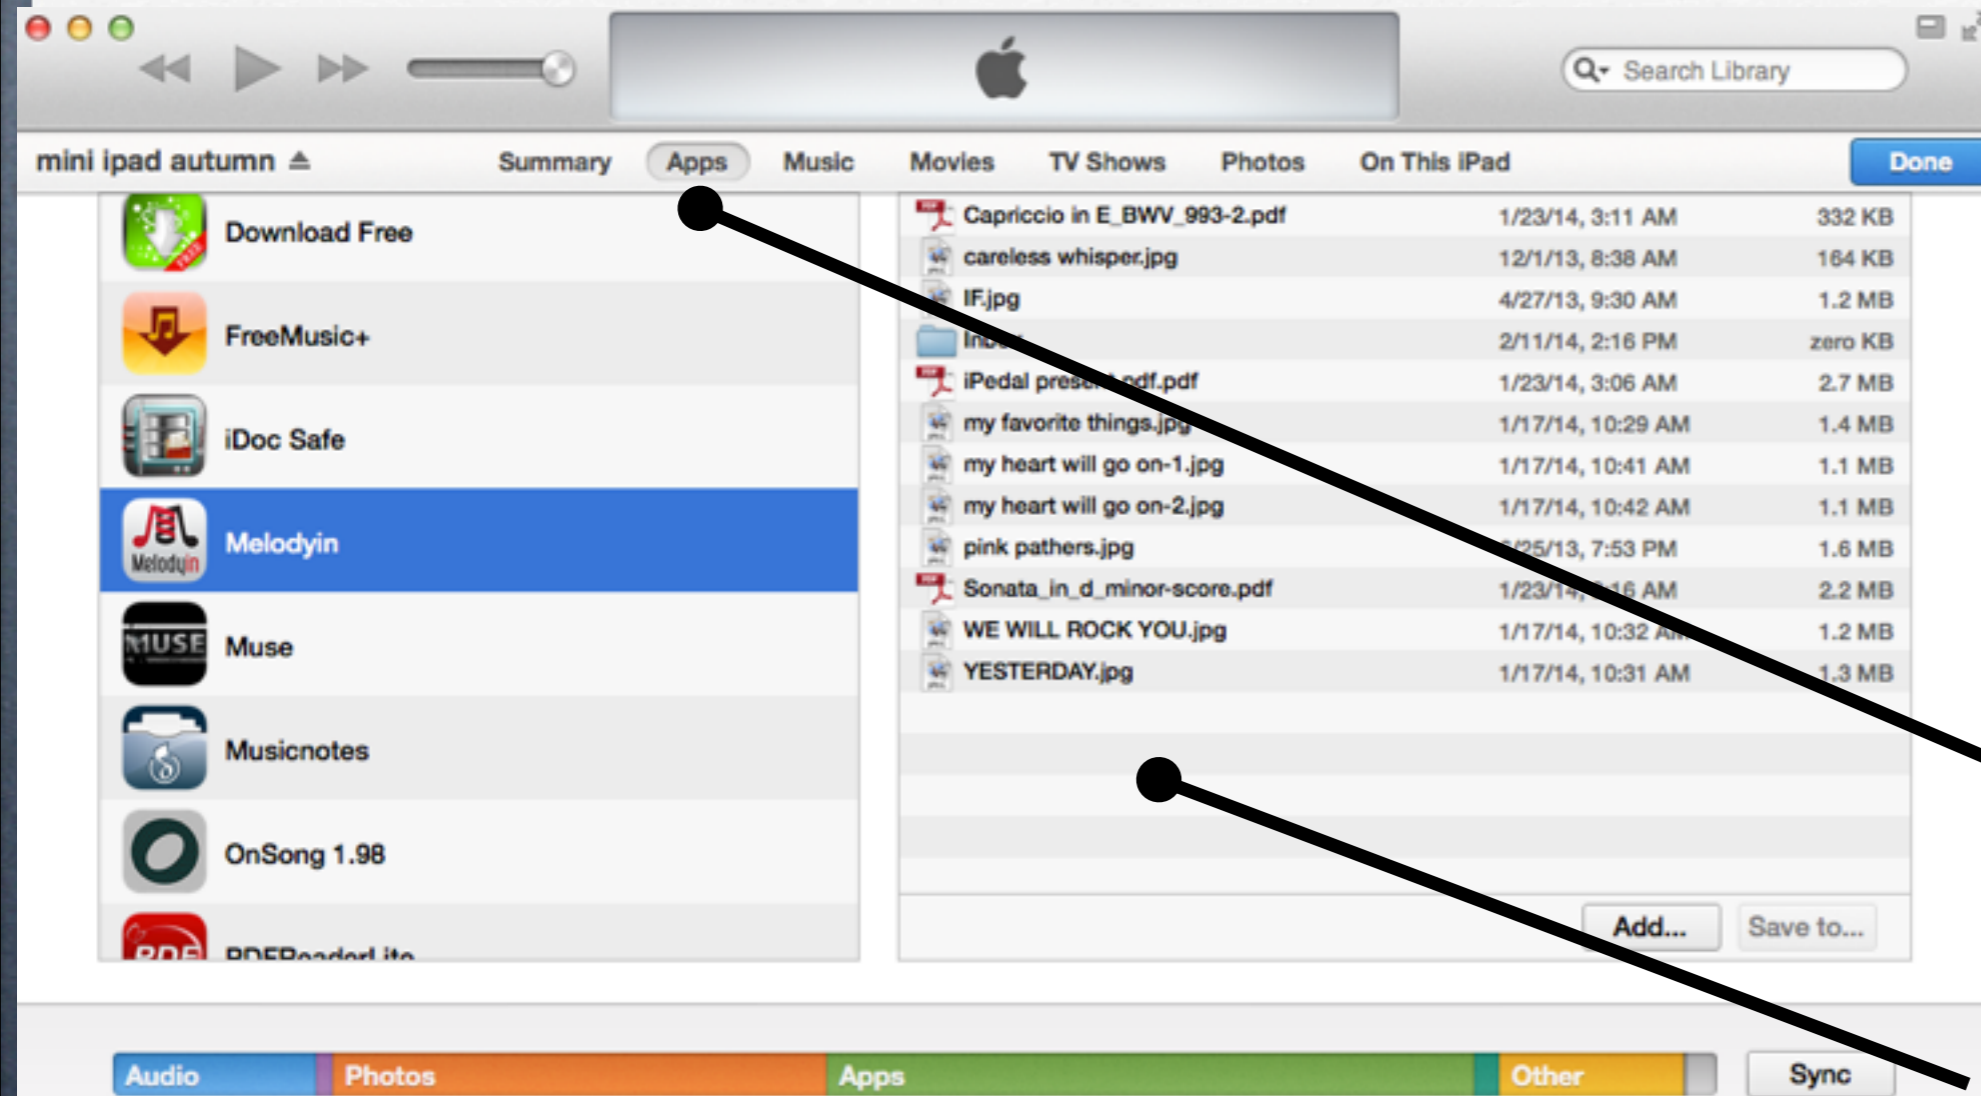 Search Library
mini ipad autumn Summary Apps Music Movies TV Shows Photos On This iPad Done
Download Free
FreeMusic+
iDoc Safe
Melodyin
Melodyin
MUSE
Muse
Musicnotes
OnSong 1.98
PDF
PDFReaderLite
Capriccio in E_BWV_993-2.pdf 1/23/14, 3:11 AM 332 KB
careless whisper.jpg 12/1/13, 8:38 AM 164 KB
IF.jpg 4/27/13, 9:30 AM 1.2 MB
2/11/14, 2:16 PM zero KB
iPedal pdf.pdf 1/23/14, 3:06 AM 2.7 MB
my favorite things.jpg 1/17/14, 10:29 AM 1.4 MB
my heart will go on-1.jpg 1/17/14, 10:41 AM 1.1 MB
my heart will go on-2.jpg 1/17/14, 10:42 AM 1.1 MB
pink pathers.jpg 7:53 PM 1.6 MB
Sonata_in_d_minor-score.pdf AM 2.2 MB
WE WILL ROCK YOU.jpg 1/17/14, 10:32 AM 1.2 MB
YESTERDAY.jpg 1/17/14, 10:31 AM 1.3 MB
Add... Save to...
Audio Photos Apps Other Sync